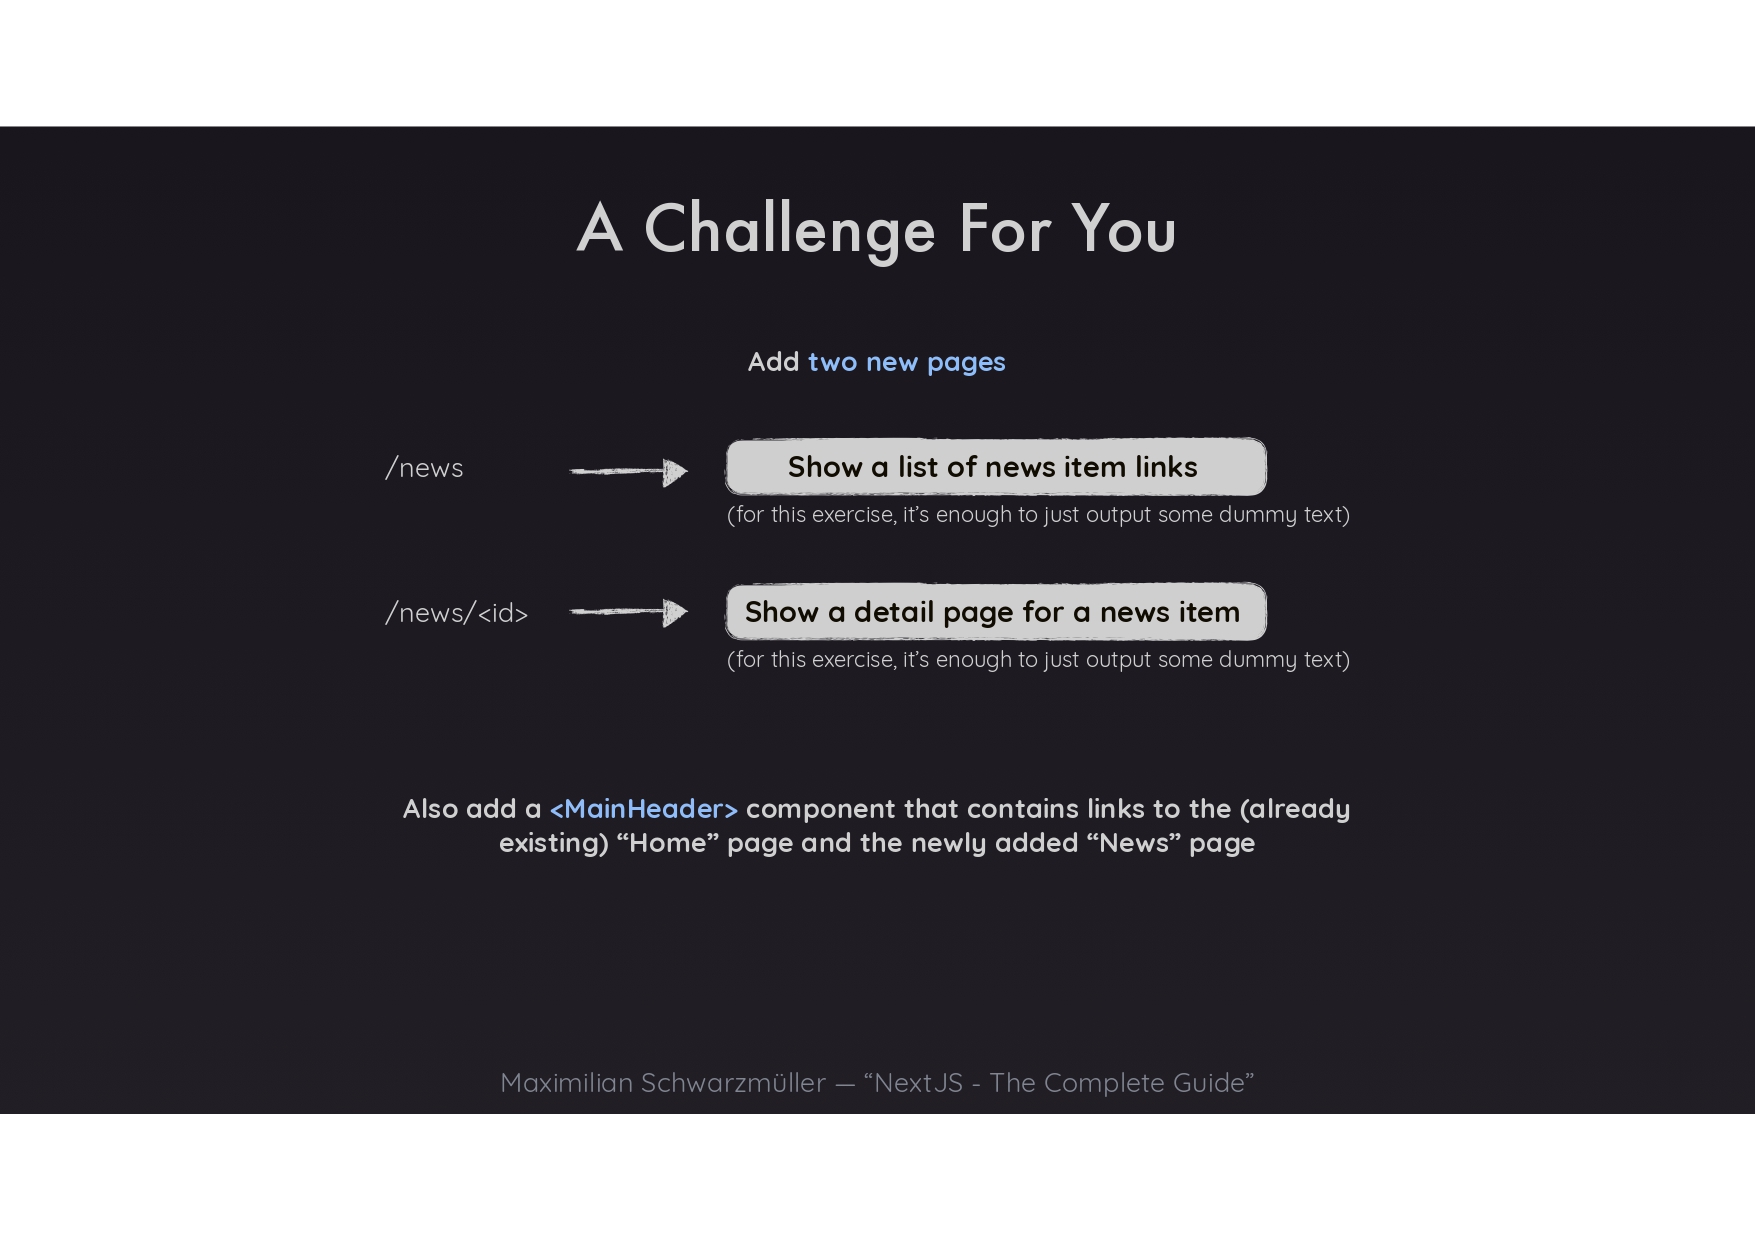 A Challenge For You
Add two new pages
/news
Show a list of news item links
(for this exercise, it’s enough to just output some dummy text)
/news/<id>
Show a detail page for a news item
(for this exercise, it’s enough to just output some dummy text)
Also add a <MainHeader> component that contains links to the (already
existing) “Home” page and the newly added “News” page
Maximilian Schwarzmüller — “NextJS - The Complete Guide”